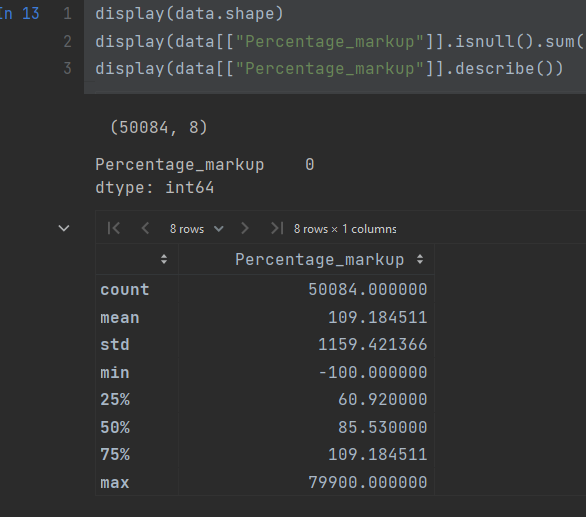 In 13
1 display(data.shape)
2 display(data[["Percentage_markup"]].isnull().sum(
3 display(data[["Percentage_markup"]].describe())
(50084, 8)
Percentage_markup 0
dtype: int64
8 rows 8 rows × 1 columns
Percentage_markup
count 50084.000000
mean 109.184511
std 1159.421366
min -100.000000
25% 60.920000
50% 85.530000
75% 109.184511
max 79900.000000